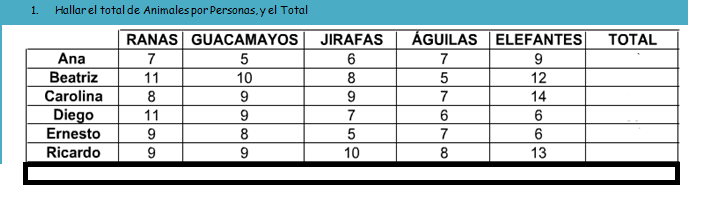 1. Hallar el total de Animales por Personas, y el Total
RANAS GUACAMAYOS JIRAFAS ÁGUILAS ELEFANTES TOTAL
Ana 7 5 6 7 9
Beatriz 11 10 8 5 12
Carolina 8 9 9 7 14
Diego 11 9 7 6 6
Ernesto 9 8 5 7 6
Ricardo 9 9 10 8 13